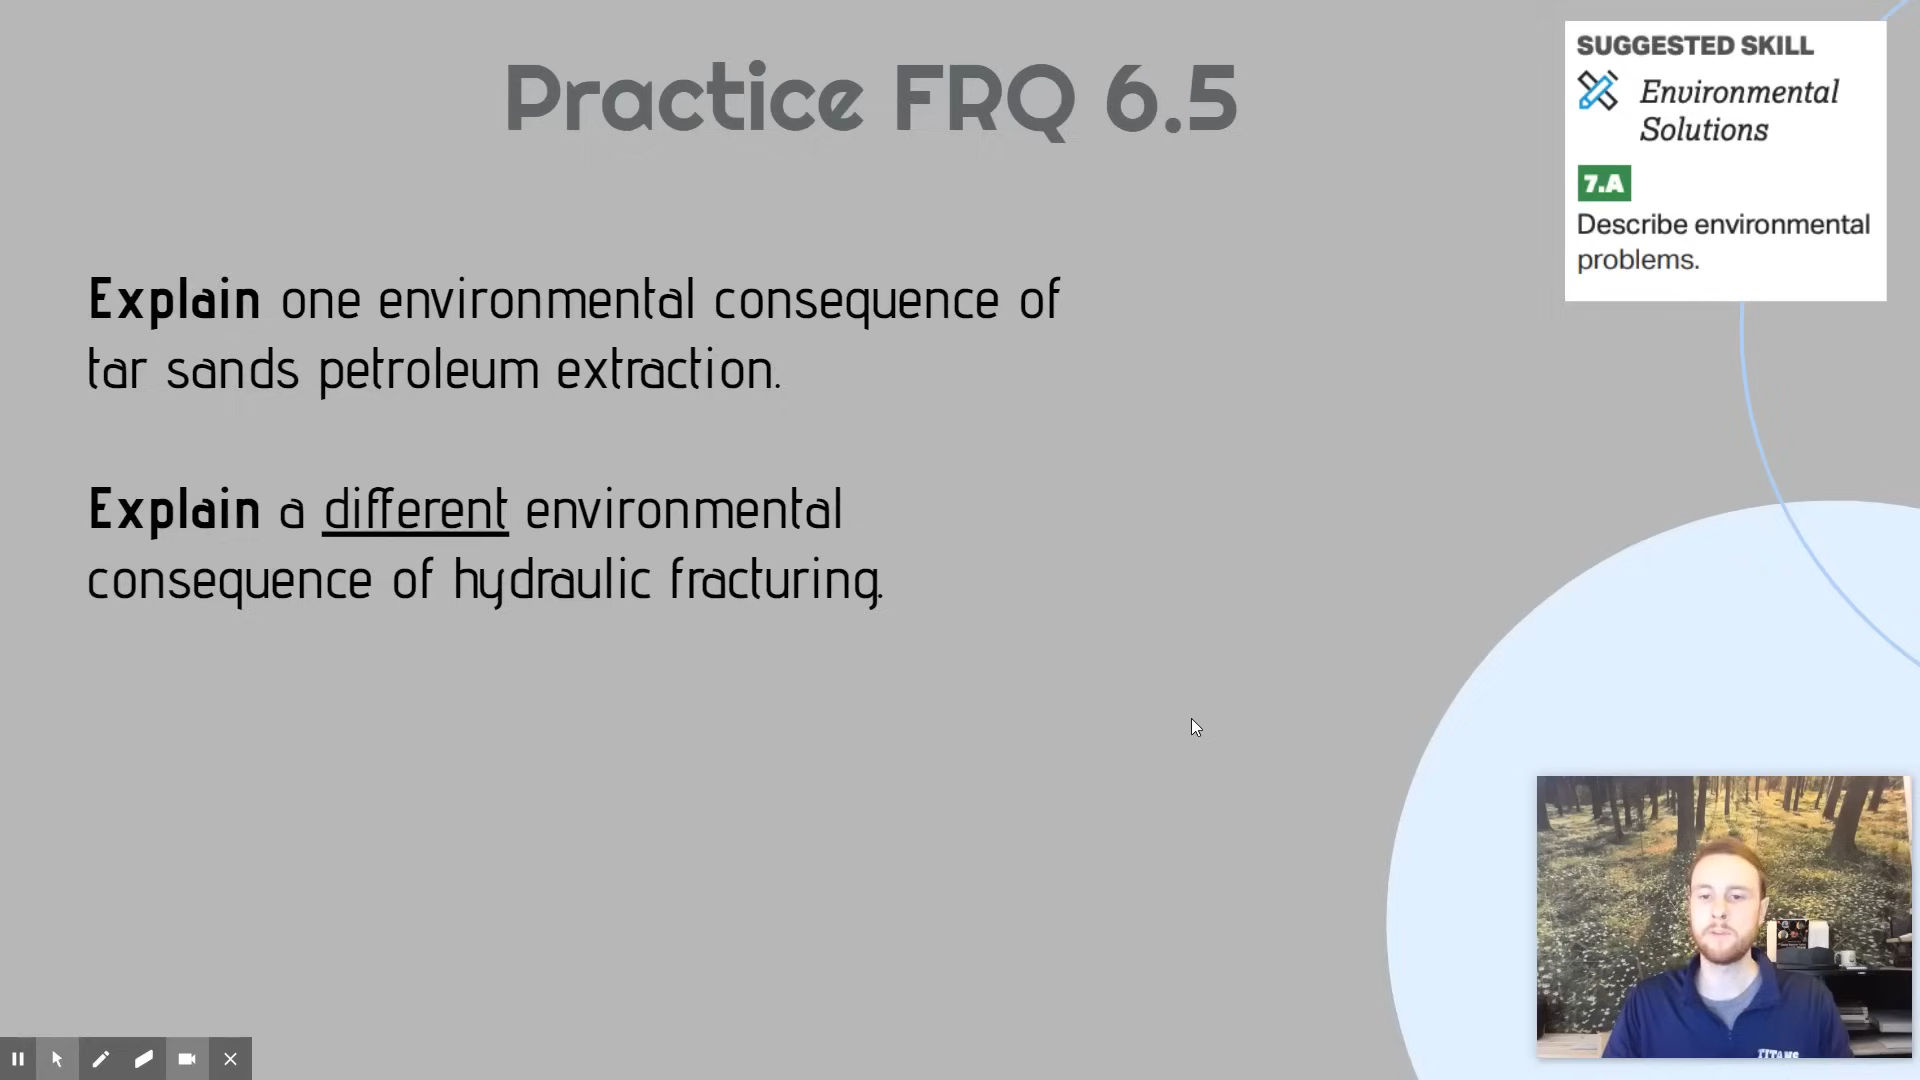 Practice FRQ 6.5
SUGGESTED SKILL
Environmental
Solutions
7.A
Describe environmental
problems.
Explain one environmental consequence of
tar sands petroleum extraction.
Explain a different environmental
consequence of hydraulic fracturing.
TITANS